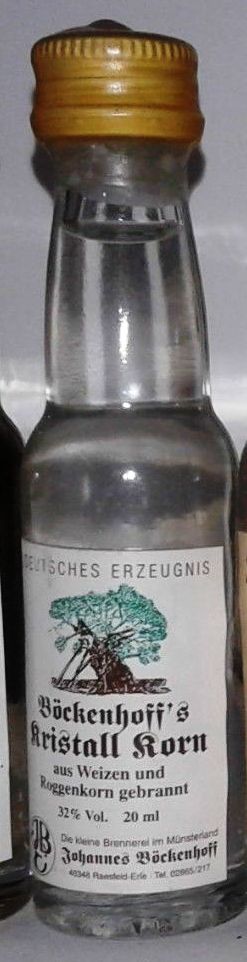 DEUTSCHES ERZEUGNIS
Böckenhoff's
Kristall Korn
aus Weizen und
Roggenkorn gebrannt
32% Vol. 20 ml
JBC
Die kleine Brennerei im Münsterland
Johannes Böckenhoff
46348 Raesfeld-Erle · Tel. 02865/217